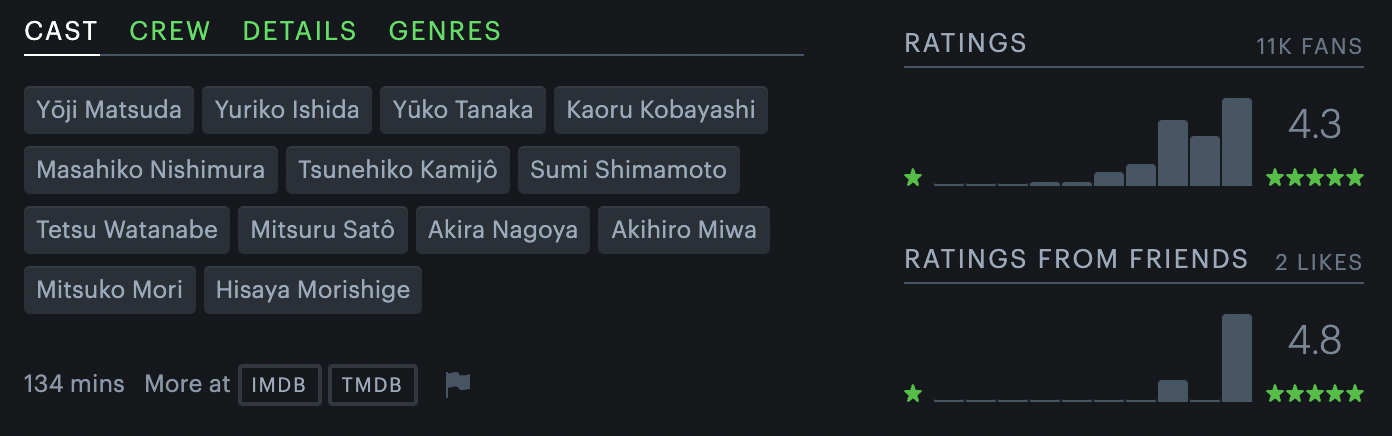 CAST CREW DETAILS GENRES
Yōji Matsuda Yuriko Ishida Yūko Tanaka Kaoru Kobayashi
Masahiko Nishimura Tsunehiko Kamijô Sumi Shimamoto
Tetsu Watanabe Mitsuru Satô Akira Nagoya Akihiro Miwa
Mitsuko Mori Hisaya Morishige
134 mins More at IMDB TMDB
RATINGS 11K FANS
4.3
RATINGS FROM FRIENDS 2 LIKES
4.8